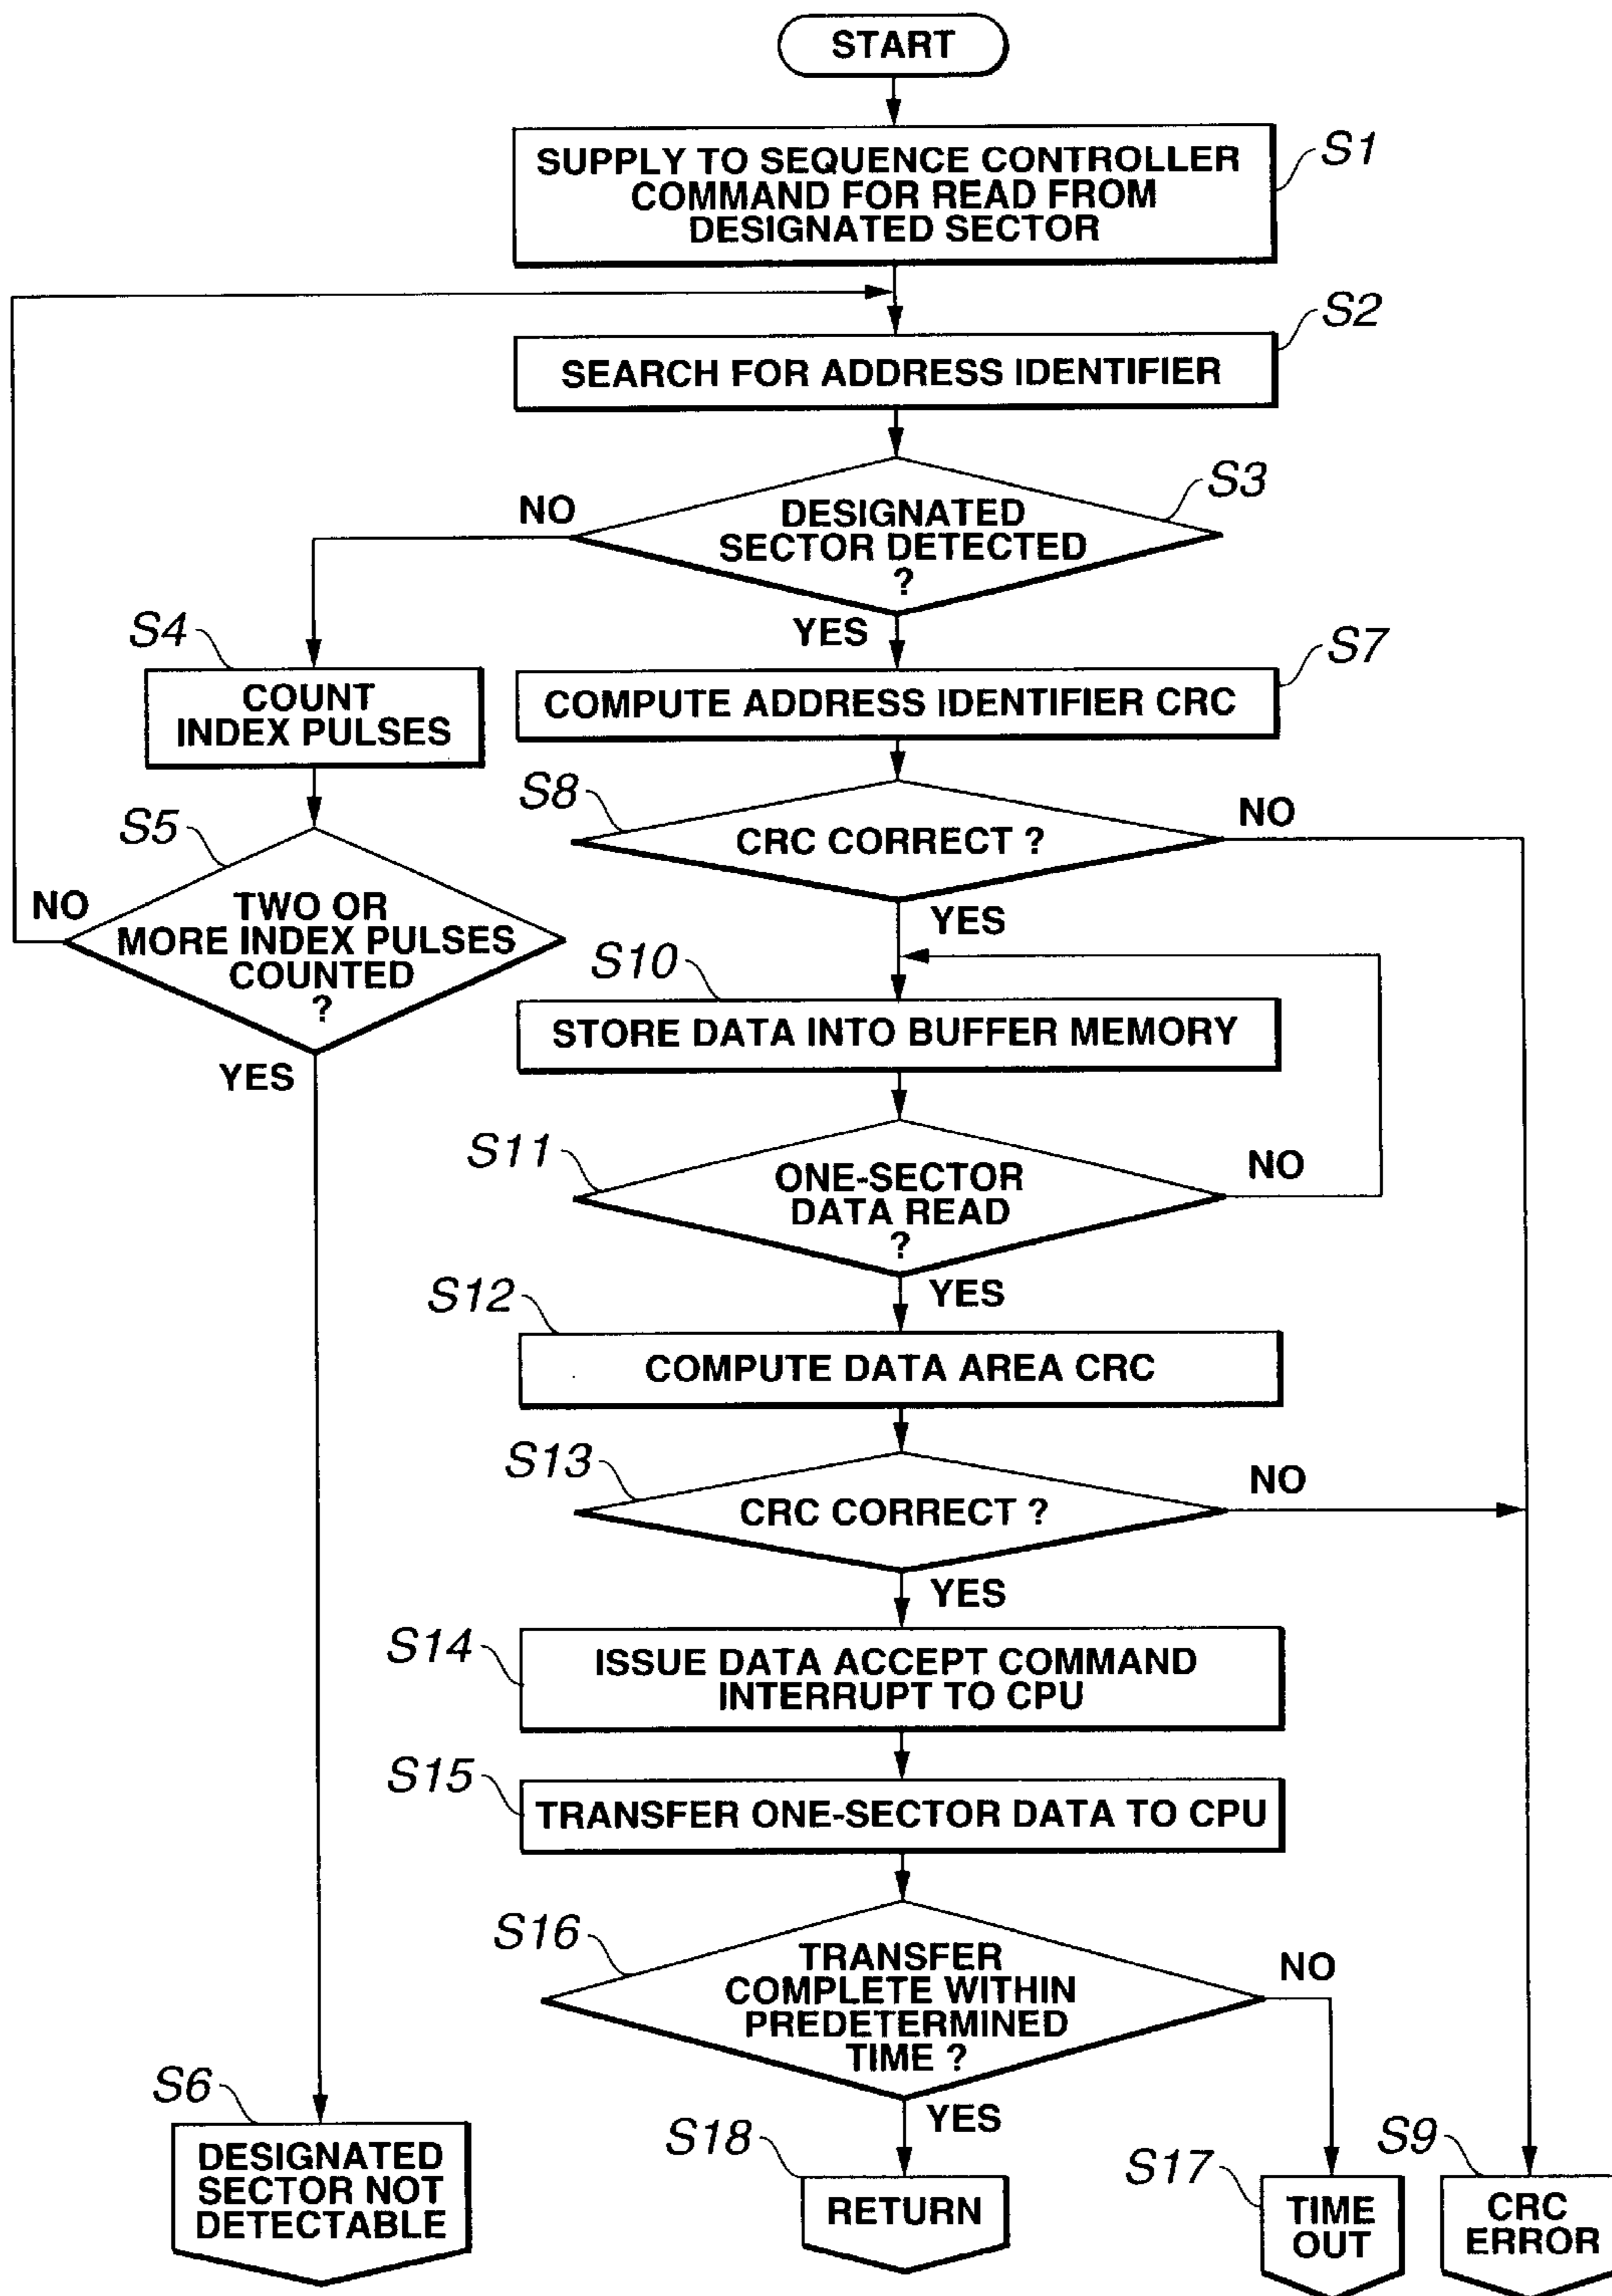 START
SUPPLY TO SEQUENCE CONTROLLER
COMMAND FOR READ FROM
DESIGNATED SECTOR
S1
SEARCH FOR ADDRESS IDENTIFIER
S2
DESIGNATED
SECTOR DETECTED
?
S3
NO
YES
S4
COUNT
INDEX PULSES
S7
COMPUTE ADDRESS IDENTIFIER CRC
S5
TWO OR
MORE INDEX PULSES
COUNTED
?
NO
YES
S8
CRC CORRECT ?
NO
YES
S10
STORE DATA INTO BUFFER MEMORY
S11
ONE-SECTOR
DATA READ
?
NO
YES
S12
COMPUTE DATA AREA CRC
S13
CRC CORRECT ?
NO
YES
S14
ISSUE DATA ACCEPT COMMAND
INTERRUPT TO CPU
S15
TRANSFER ONE-SECTOR DATA TO CPU
S16
TRANSFER
COMPLETE WITHIN
PREDETERMINED
TIME ?
NO
YES
S6
DESIGNATED
SECTOR NOT
DETECTABLE
S18
RETURN
S17
TIME
OUT
S9
CRC
ERROR